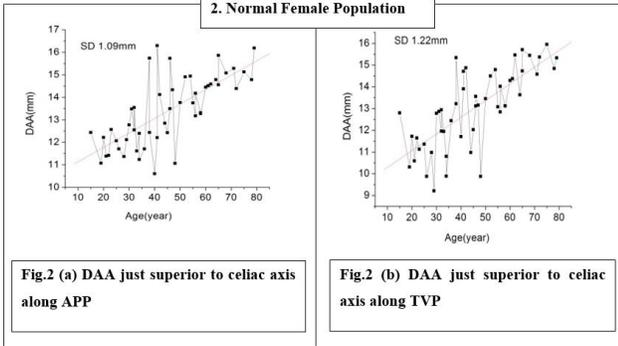 2. Normal Female Population
SD 1.09mm
DAA(mm)
17
16
15
14
13
12
11
10
10 20 30 40 50 60 70 80
Age(year)
SD 1.22mm
DAA(mm)
16
15
14
13
12
11
10
9
10 20 30 40 50 60 70 80
Age(year)
Fig.2 (a) DAA just superior to celiac axis
along APP
Fig.2 (b) DAA just superior to celiac
axis along TVP